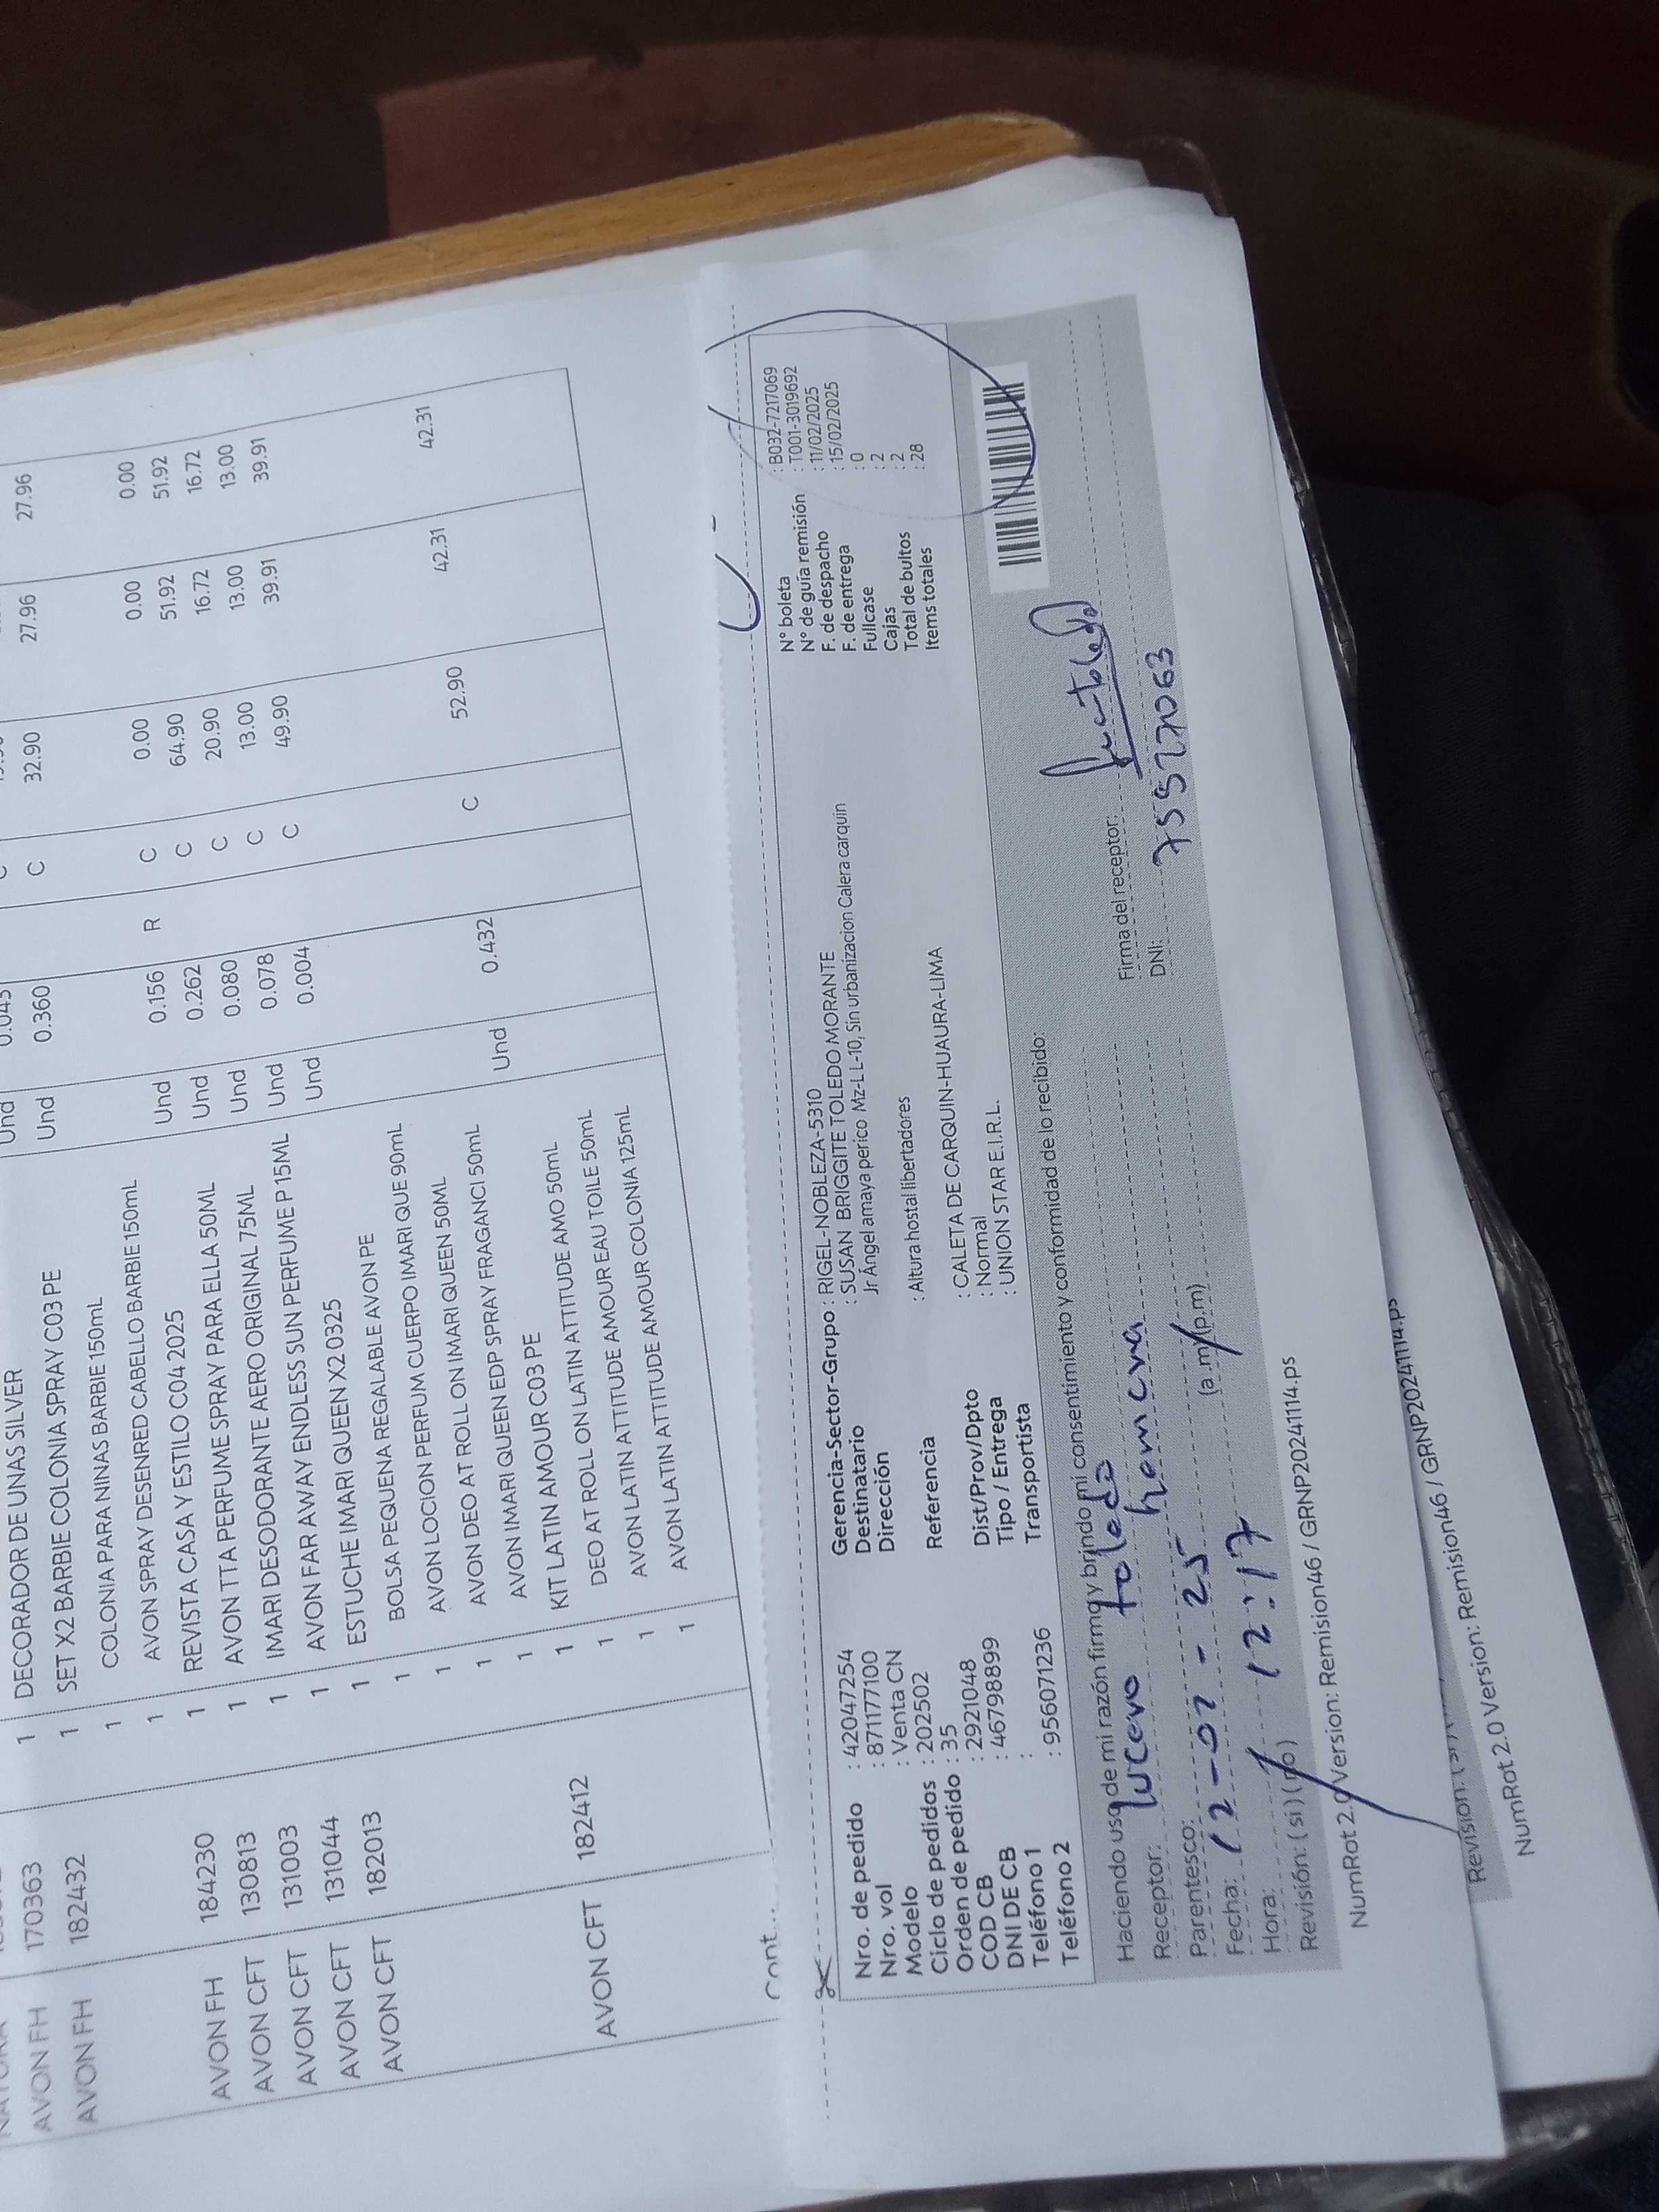 1 DECORADOR DE UNAS SILVER
AVON FH 170363 1 SET X2 BARBIE COLONIA SPRAY C03 PE Und 0.360 C 32.90 27.96 27.96
AVON FH 182432 1 COLONIA PARA NINAS BARBIE 150mL
1 AVON SPRAY DESENRED CABELLO BARBIE 150mL
AVON FH 184230 1 REVISTA CASA Y ESTILO C04 2025 Und 0.156 R C 0.00 0.00 0.00
AVON CFT 130813 1 AVON TTA PERFUME SPRAY PARA ELLA 50ML Und 0.262 C 64.90 51.92 51.92
AVON CFT 131003 1 IMARI DESODORANTE AERO ORIGINAL 75ML Und 0.080 C 20.90 16.72 16.72
AVON CFT 131044 1 AVON FAR AWAY ENDLESS SUN PERFUME P 15ML Und 0.078 C 13.00 13.00 13.00
AVON CFT 182013 1 ESTUCHE IMARI QUEEN X2 0325 Und 0.004 C 49.90 39.91 39.91
1 BOLSA PEQUENA REGALABLE AVON PE
1 AVON LOCION PERFUM CUERPO IMARI QUE 90mL
1 AVON DEO AT ROLL ON IMARI QUEEN 50ML
1 AVON IMARI QUEEN EDP SPRAY FRAGANCI 50mL
AVON CFT 182412 1 KIT LATIN AMOUR C03 PE Und 0.432 C 52.90 42.31 42.31
1 DEO AT ROLL ON LATIN ATTITUDE AMO 50mL
1 AVON LATIN ATTITUDE AMOUR EAU TOILE 50mL
1 AVON LATIN ATTITUDE AMOUR COLONIA 125mL
cont...
Nro. de pedido : 42047254
Nro. vol : 871177100
Modelo : Venta CN
Ciclo de pedidos : 202502
Orden de pedido : 35
COD CB : 2921048
DNI DE CB : 46798899
Teléfono 1 :
Teléfono 2 : 956071236
Gerencia-Sector-Grupo : RIGEL-NOBLEZA-5310
Destinatario : SUSAN BRIGGITE TOLEDO MORANTE
Dirección Jr Ángel amaya perico Mz-L L-10, Sin urbanizacion Calera carquin
Referencia : Altura hostal libertadores
Dist/Prov/Dpto : CALETA DE CARQUIN-HUAURA-LIMA
Tipo / Entrega : Normal
Transportista : UNION STAR E.I.R.L.
N° boleta : B032-7217069
N° de guía remisión : T001-3019692
F. de despacho : 11/02/2025
F. de entrega : 15/02/2025
Fullcase : 0
Cajas : 2
Total de bultos : 2
Items totales : 28
Haciendo uso de mi razón firmo y brindo mi consentimiento y conformidad de lo recibido:
Receptor: lucero toledo
Parentesco: hermana
Fecha: 12-02-25
Hora: 12:17 (a.m)(p.m)
Revisión: (si) (no)
Firma del receptor:
DNI: 75527063
NumRot 2.0 Version: Remision46 / GRNP20241114.ps
Revisión:
NumRot 2.0 Version: Remision46 / GRNP20241114.ps